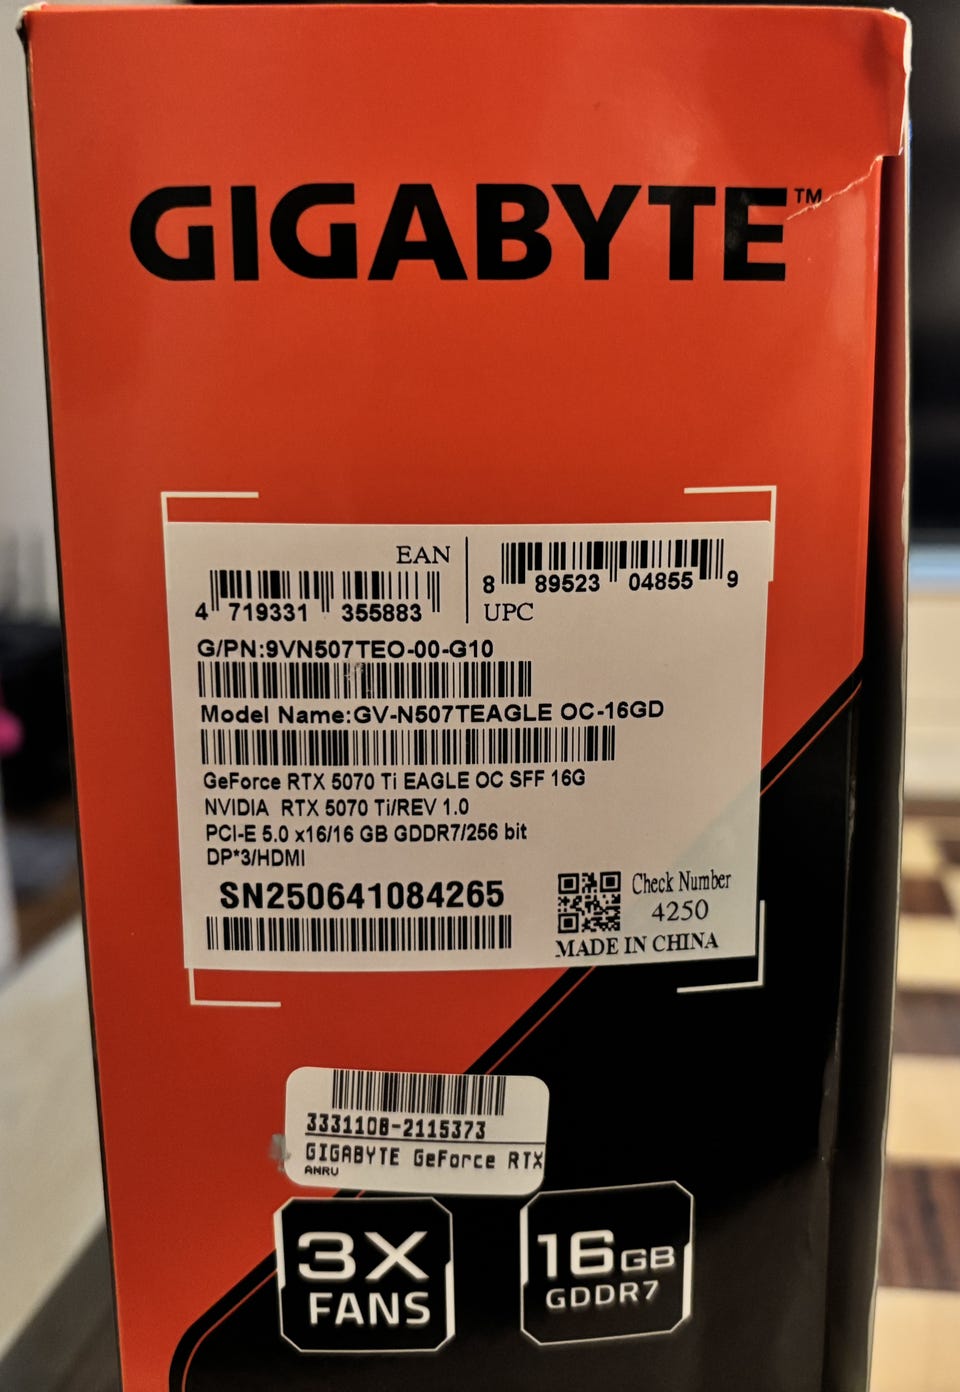 GIGABYTE™
EAN
4 719331 355883
8 89523 04855 9
UPC
G/PN:9VN507TEO-00-G10
Model Name:GV-N507TEAGLE OC-16GD
GeForce RTX 5070 Ti EAGLE OC SFF 16G
NVIDIA RTX 5070 Ti/REV 1.0
PCI-E 5.0 x16/16 GB GDDR7/256 bit
DP*3/HDMI
SN250641084265
Check Number
4250
MADE IN CHINA
3331108-2115373
GIGABYTE GeForce RTX
ANRU
3X
FANS
16GB
GDDR7